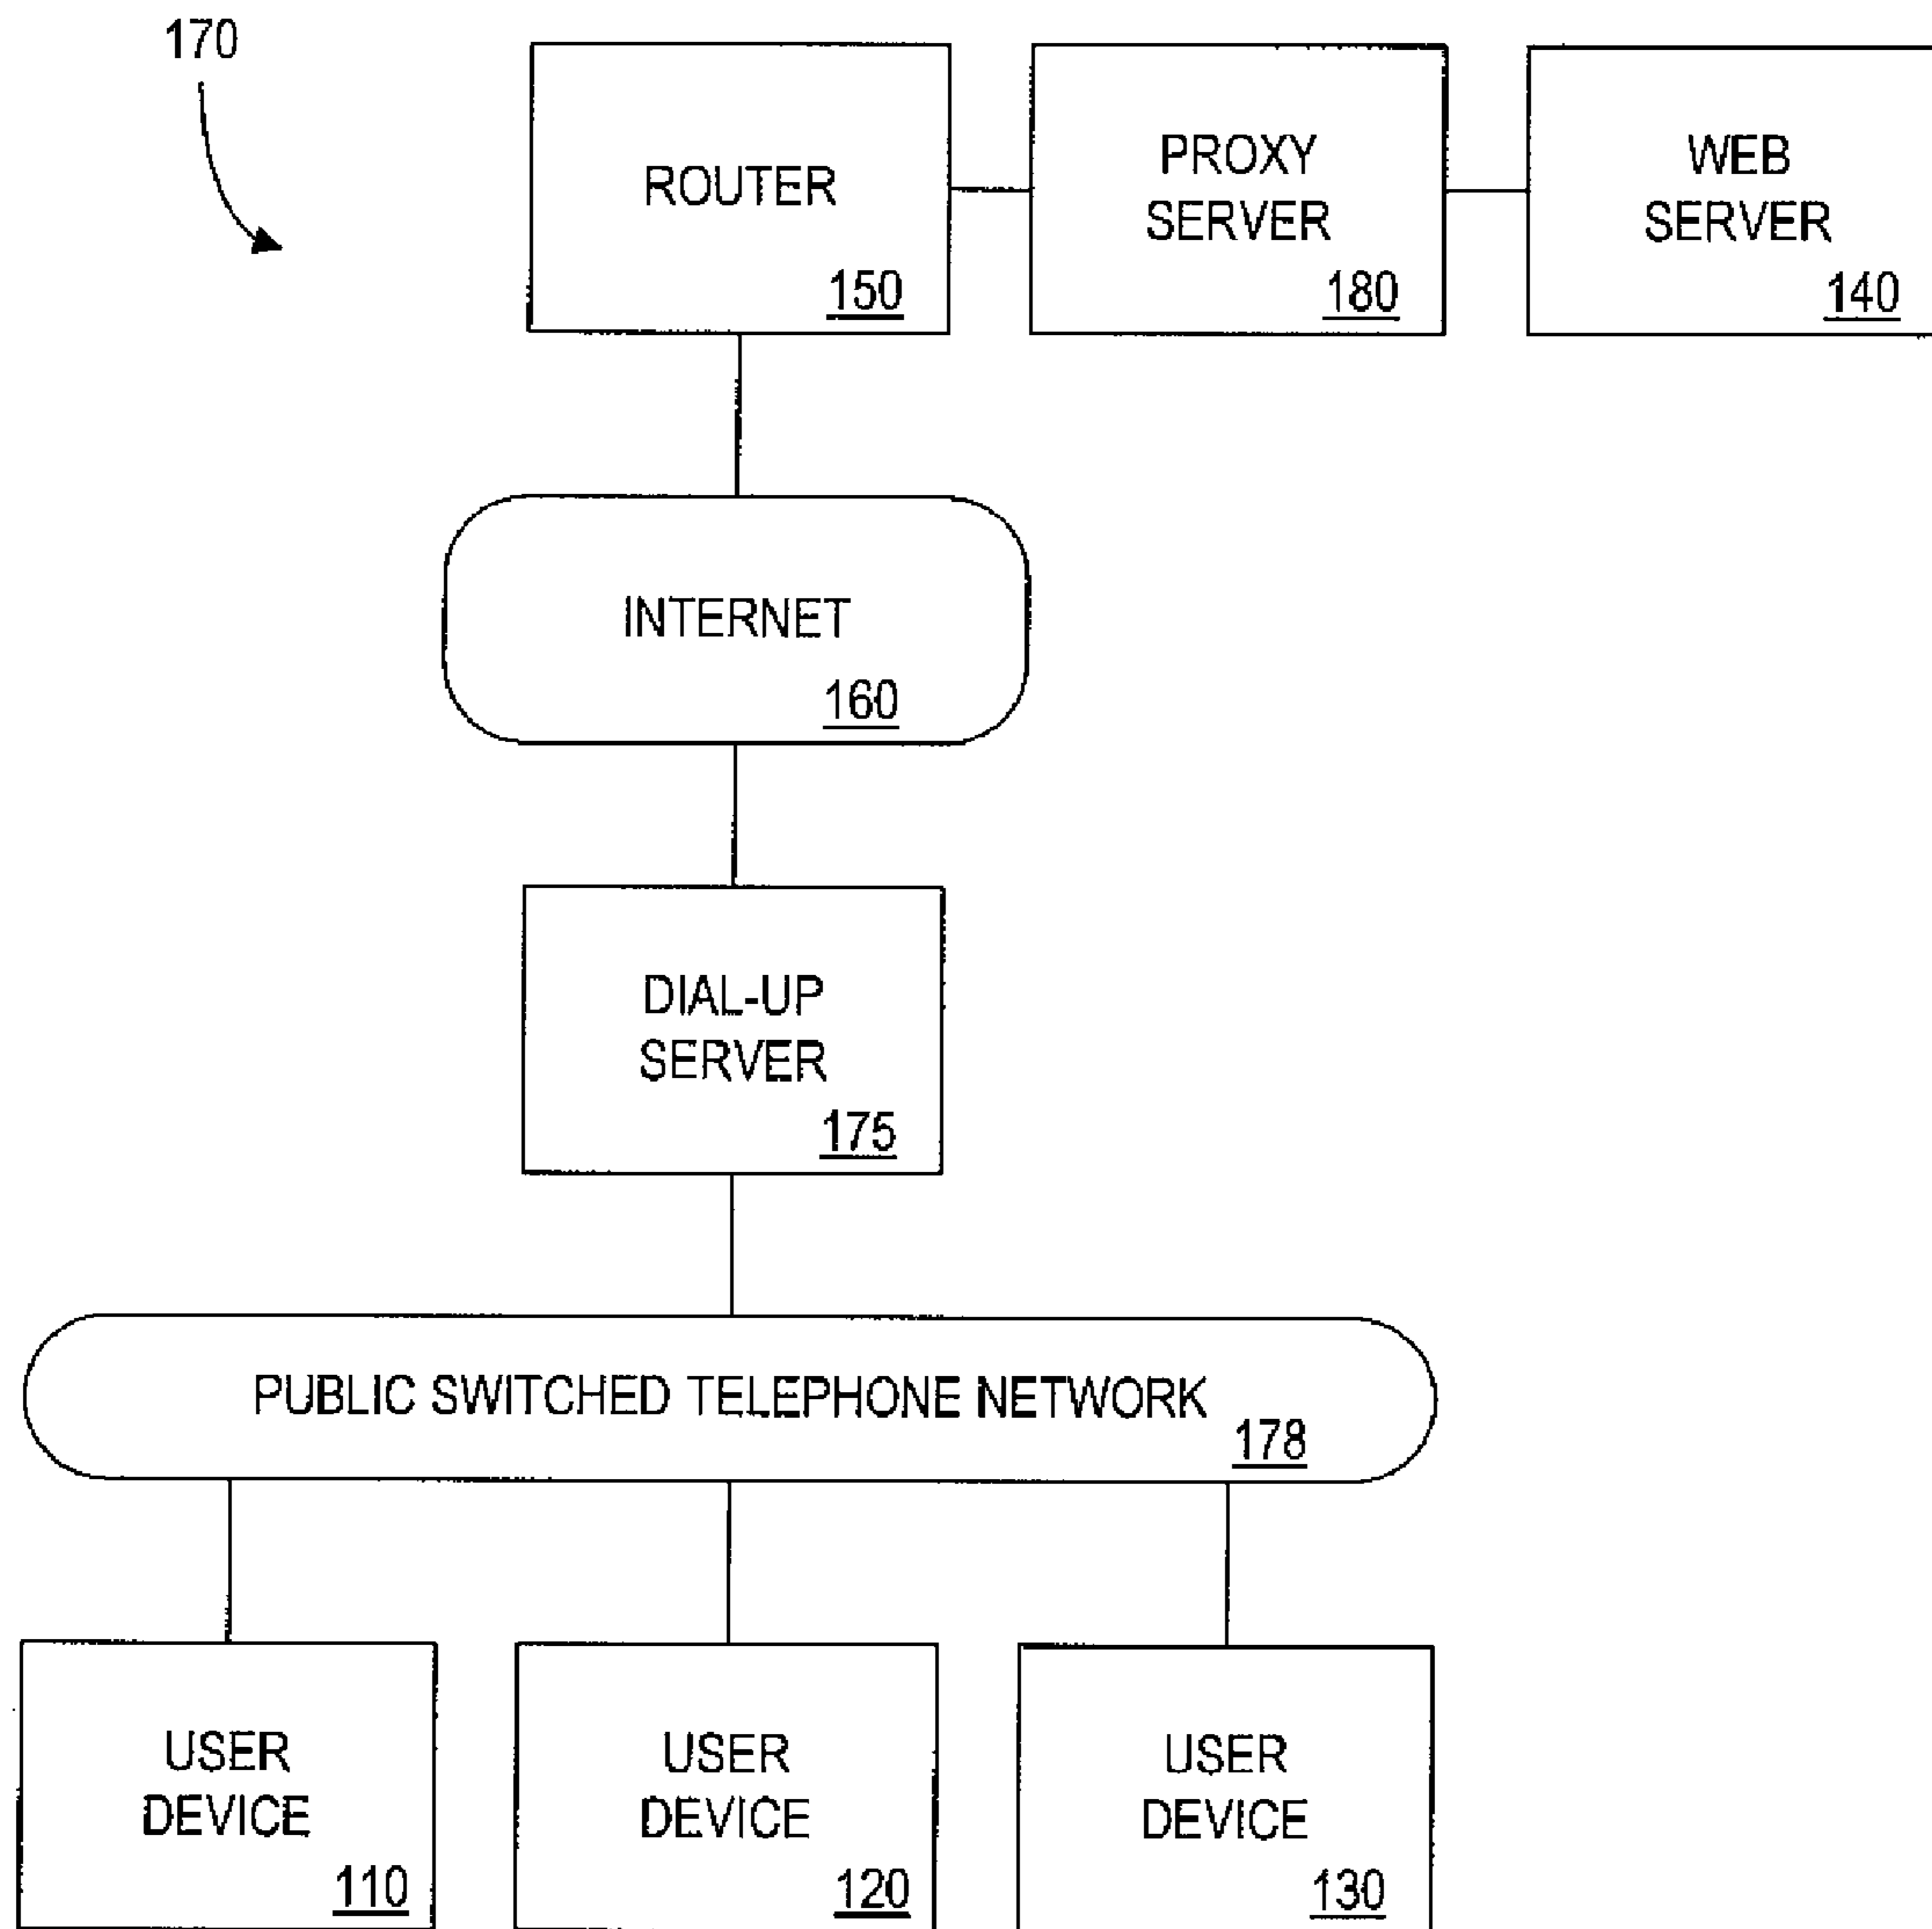 170
ROUTER
150
PROXY
SERVER
180
WEB
SERVER
140
INTERNET
160
DIAL-UP
SERVER
175
PUBLIC SWITCHED TELEPHONE NETWORK
178
USER
DEVICE
110
USER
DEVICE
120
USER
DEVICE
130